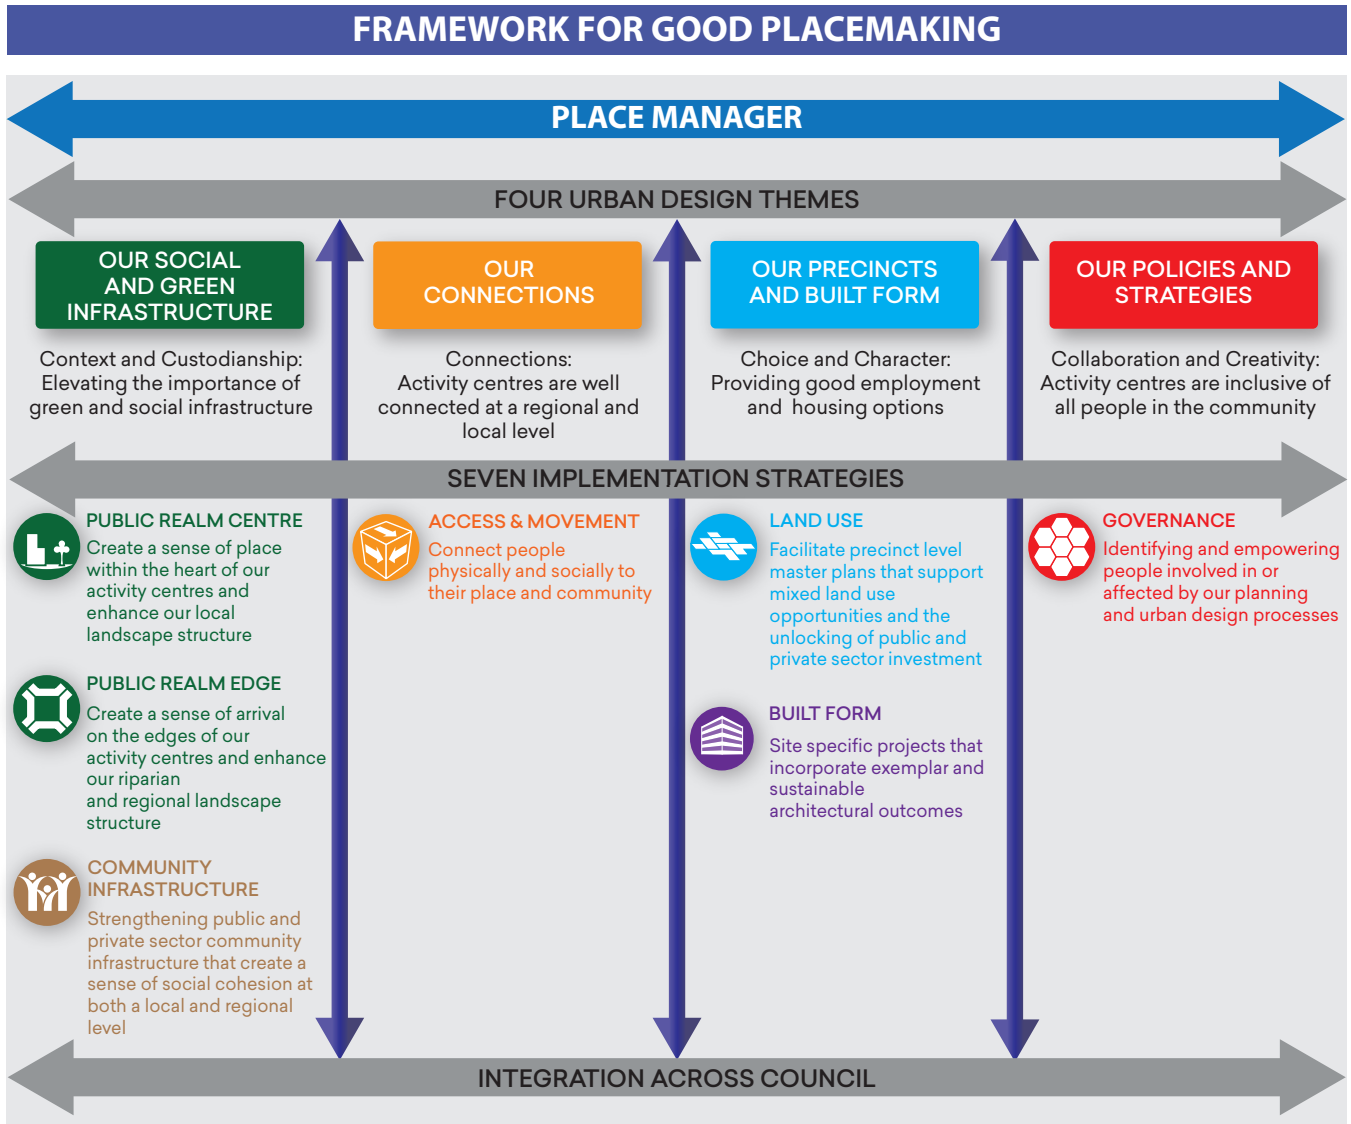 FRAMEWORK FOR GOOD PLACEMAKING
PLACE MANAGER
FOUR URBAN DESIGN THEMES
OUR SOCIAL
AND GREEN
INFRASTRUCTURE
Context and Custodianship:
Elevating the importance of
green and social infrastructure
OUR
CONNECTIONS
Connections:
Activity centres are well
connected at a regional and
local level
OUR PRECINCTS
AND BUILT FORM
Choice and Character:
Providing good employment
and housing options
OUR POLICIES AND
STRATEGIES
Collaboration and Creativity:
Activity centres are inclusive of
all people in the community
SEVEN IMPLEMENTATION STRATEGIES
PUBLIC REALM CENTRE
Create a sense of place
within the heart of our
activity centres and
enhance our local
landscape structure
PUBLIC REALM EDGE
Create a sense of arrival
on the edges of our
activity centres and enhance
our riparian
and regional landscape
structure
COMMUNITY
INFRASTRUCTURE
Strengthening public and
private sector community
infrastructure that create a
sense of social cohesion at
both a local and regional
level
ACCESS & MOVEMENT
Connect people
physically and socially to
their place and community
LAND USE
Facilitate precinct level
master plans that support
mixed land use
opportunities and the
unlocking of public and
private sector investment
BUILT FORM
Site specific projects that
incorporate exemplar and
sustainable
architectural outcomes
GOVERNANCE
Identifying and empowering
people involved in or
affected by our planning
and urban design processes
INTEGRATION ACROSS COUNCIL